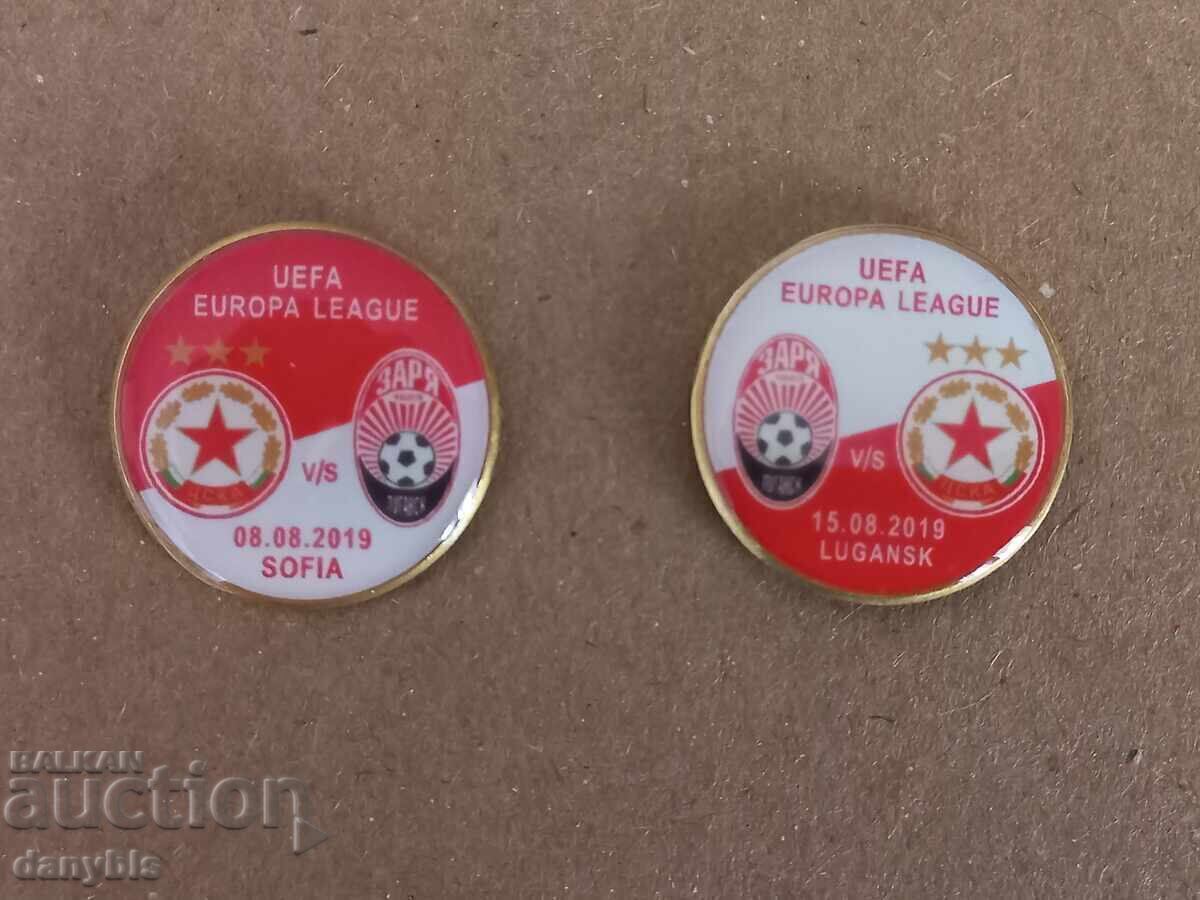 UEFA
EUROPA LEAGUE
ЗАРЯ
V/S
ЦСКА
08.08.2019
SOFIA
UEFA
EUROPA LEAGUE
ЗАРЯ
V/S
ЦСКА
15.08.2019
LUGANSK
BALKAN
auction
danybls